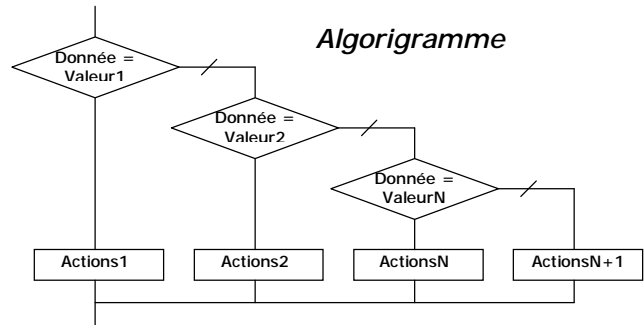 Algorigramme
Donnée =
Valeur1
Donnée =
Valeur2
Donnée =
ValeurN
Actions1
Actions2
ActionsN
ActionsN+1